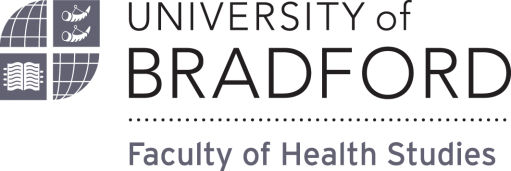 UNIVERSITY of
BRADFORD
Faculty of Health Studies